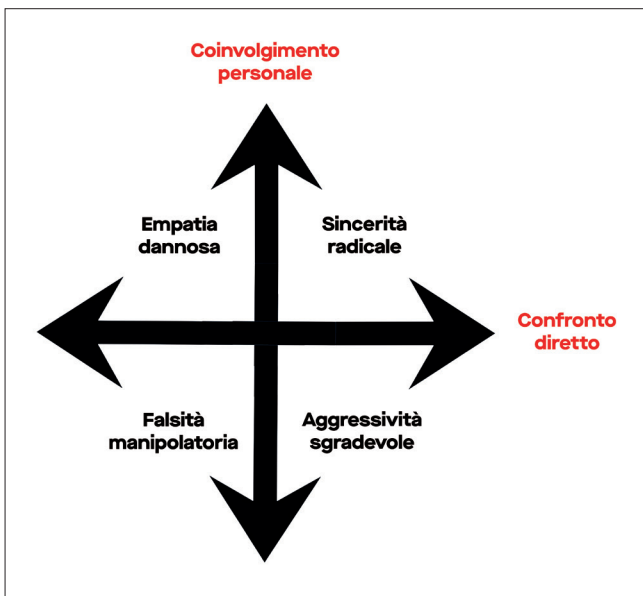 Coinvolgimento
personale
Empatia
dannosa
Sincerità
radicale
Confronto
diretto
Falsità
manipolatoria
Aggressività
sgradevole